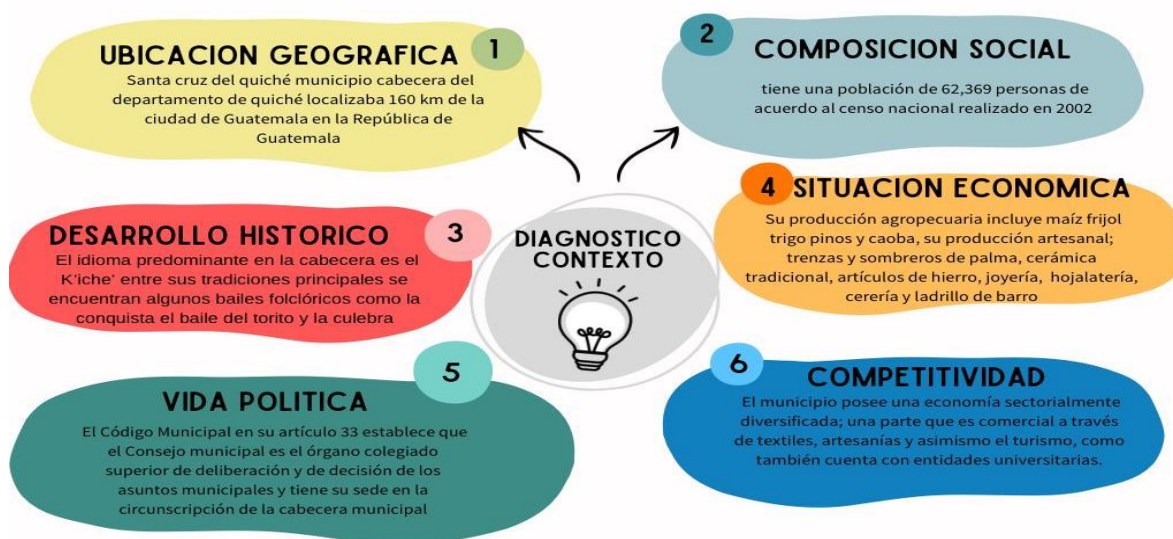 UBICACION GEOGRAFICA
1
Santa cruz del quiché municipio cabecera del
departamento de quiché localizaba 160 km de la
ciudad de Guatemala en la República de
Guatemala
2
COMPOSICION SOCIAL
tiene una población de 62,369 personas de
acuerdo al censo nacional realizado en 2002
DESARROLLO HISTORICO
3
El idioma predominante en la cabecera es el
K'iche' entre sus tradiciones principales se
encuentran algunos bailes folclóricos como la
conquista el baile del torito y la culebra
DIAGNOSTICO
CONTEXTO
4 SITUACION ECONOMICA
Su producción agropecuaria incluye maíz frijol
trigo pinos y caoba, su producción artesanal;
trenzas y sombreros de palma, cerámica
tradicional, artículos de hierro, joyería, hojalatería,
cerería y ladrillo de barro
5
VIDA POLITICA
El Código Municipal en su artículo 33 establece que
el Consejo municipal es el órgano colegiado
superior de deliberación y de decisión de los
asuntos municipales y tiene su sede en la
circunscripción de la cabecera municipal
6
COMPETITIVIDAD
El municipio posee una economía sectorialmente
diversificada; una parte que es comercial a través
de textiles, artesanías y asimismo el turismo, como
también cuenta con entidades universitarias.